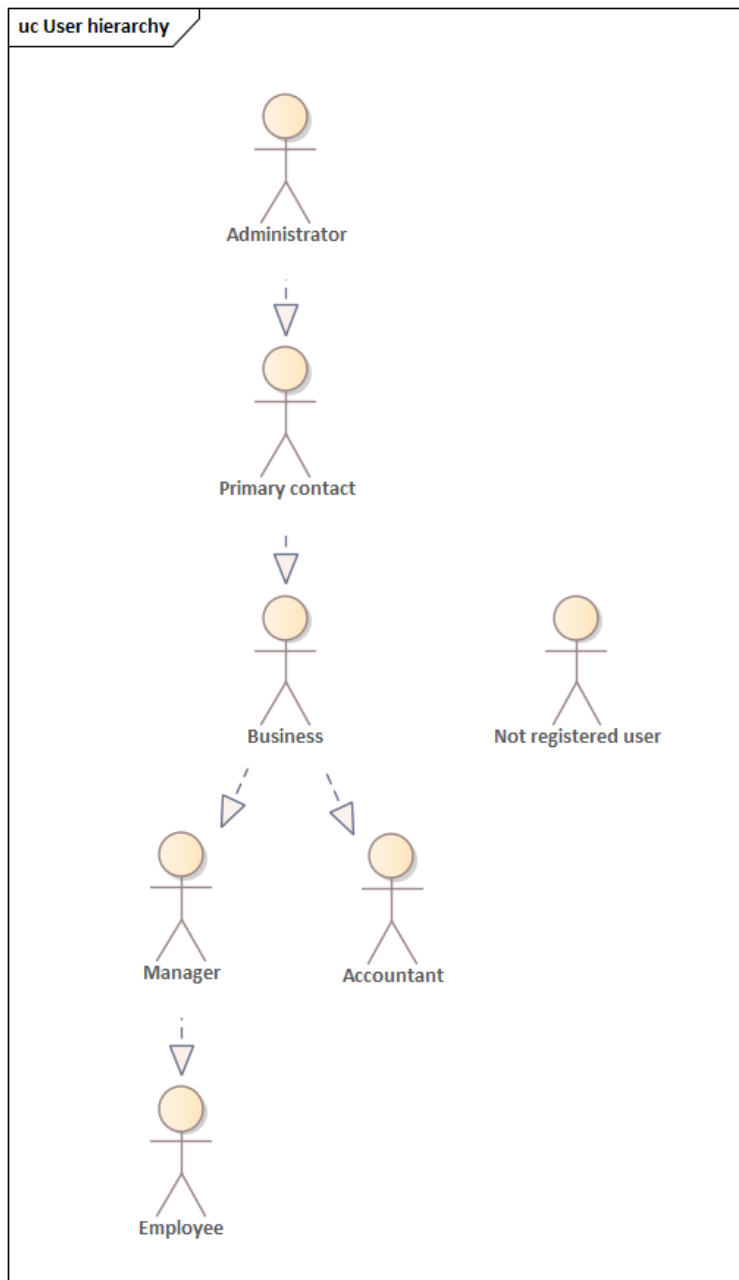 uc User hierarchy
Administrator
Primary contact
Business
Not registered user
Manager
Accountant
Employee